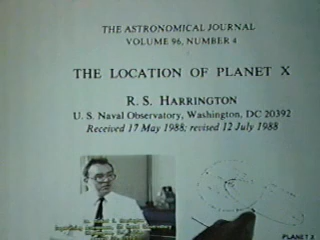 THE ASTRONOMICAL JOURNAL
VOLUME 96, NUMBER 4
THE LOCATION OF PLANET X
R. S. HARRINGTON
U. S. Naval Observatory, Washington, DC 20392
Received 17 May 1988; revised 12 July 1988
PLANET X